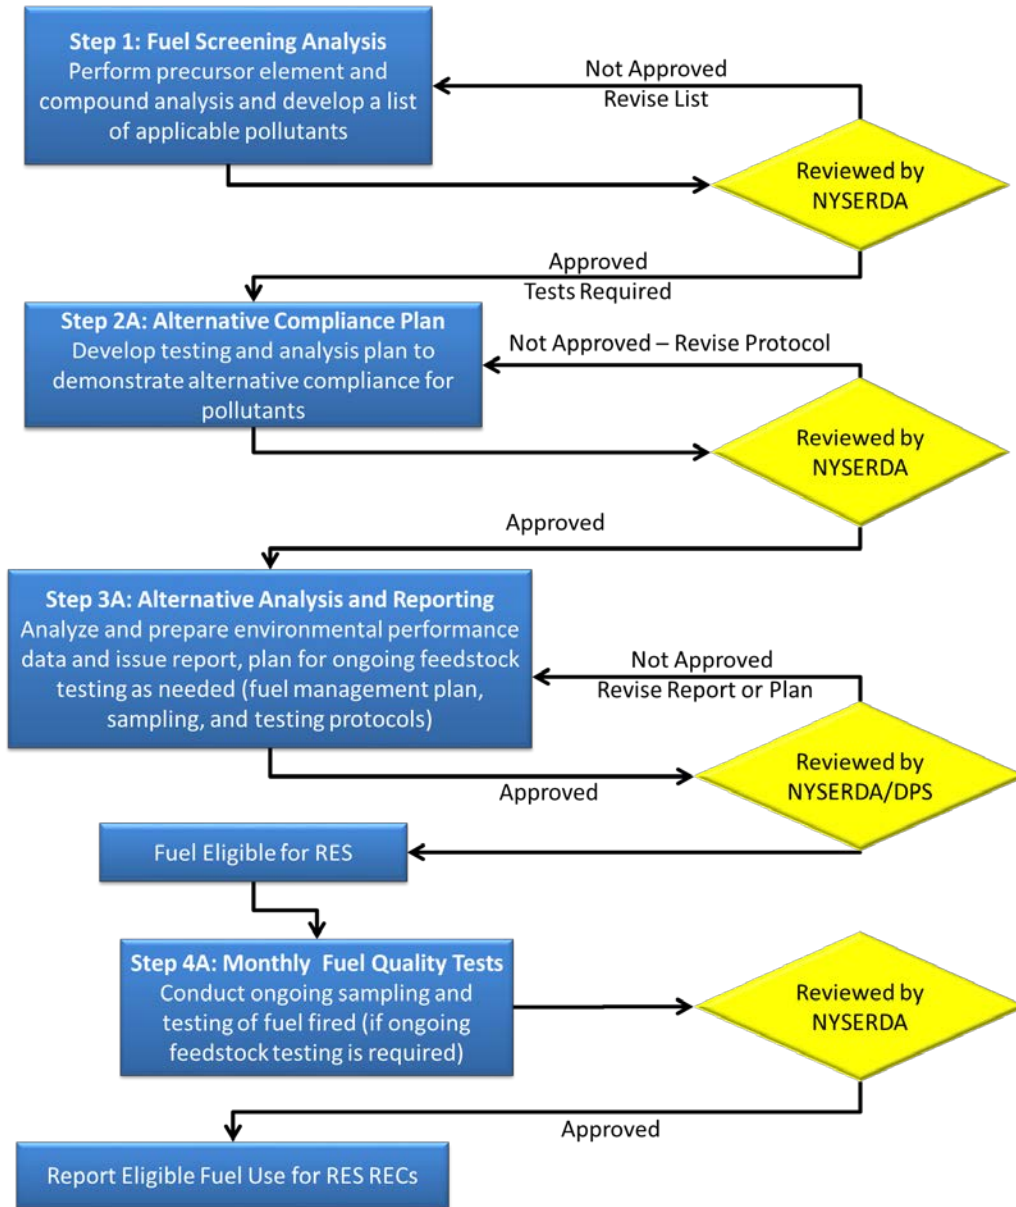 Step 1: Fuel Screening Analysis
Perform precursor element and
compound analysis and develop a list
of applicable pollutants
Not Approved
Revise List
Reviewed by
NYSERDA
Approved
Tests Required
Step 2A: Alternative Compliance Plan
Develop testing and analysis plan to
demonstrate alternative compliance for
pollutants
Not Approved – Revise Protocol
Reviewed by
NYSERDA
Approved
Step 3A: Alternative Analysis and Reporting
Analyze and prepare environmental performance
data and issue report, plan for ongoing feedstock
testing as needed (fuel management plan,
sampling, and testing protocols)
Not Approved
Revise Report or Plan
Reviewed by
NYSERDA/DPS
Approved
Fuel Eligible for RES
Step 4A: Monthly Fuel Quality Tests
Conduct ongoing sampling and
testing of fuel fired (if ongoing
feedstock testing is required)
Reviewed by
NYSERDA
Approved
Report Eligible Fuel Use for RES RECs